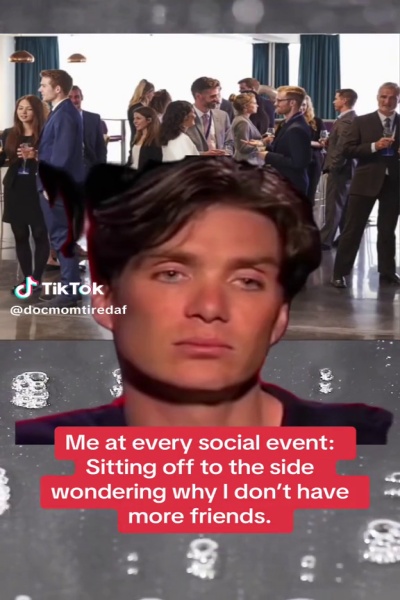 TikTok
@docmomtiredaf
Me at every social event:
Sitting off to the side
wondering why I don't have
more friends.